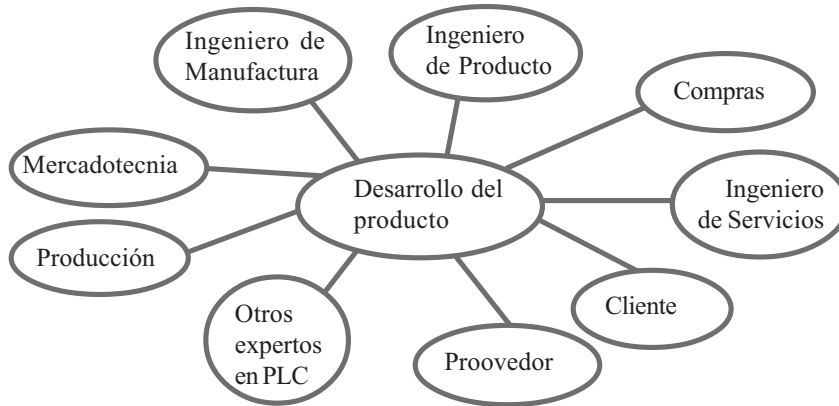 Ingeniero de
Manufactura
Ingeniero
de Producto
Compras
Mercadotecnia
Desarrollo del
producto
Ingeniero
de Servicios
Producción
Otros
expertos
en PLC
Proovedor
Cliente